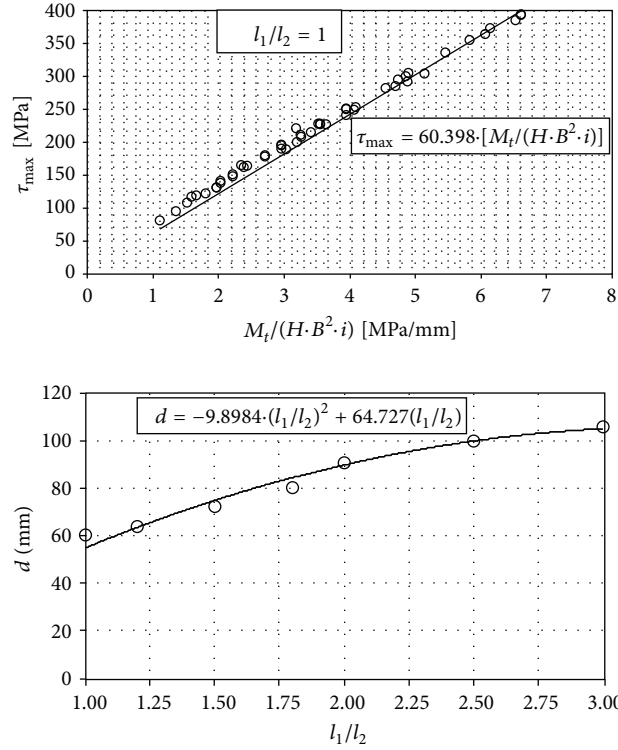 400
350
300
250
200
150
100
50
0
τmax [MPa]
l₁/l₂ = 1
τmax = 60.398·[Mₜ/(H·B²·i)]
0 1 2 3 4 5 6 7 8
Mₜ/(H·B²·i) [MPa/mm]
120
100
80
60
40
20
0
d (mm)
d = −9.8984·(l₁/l₂)² + 64.727(l₁/l₂)
1.00 1.25 1.50 1.75 2.00 2.25 2.50 2.75 3.00
l₁/l₂